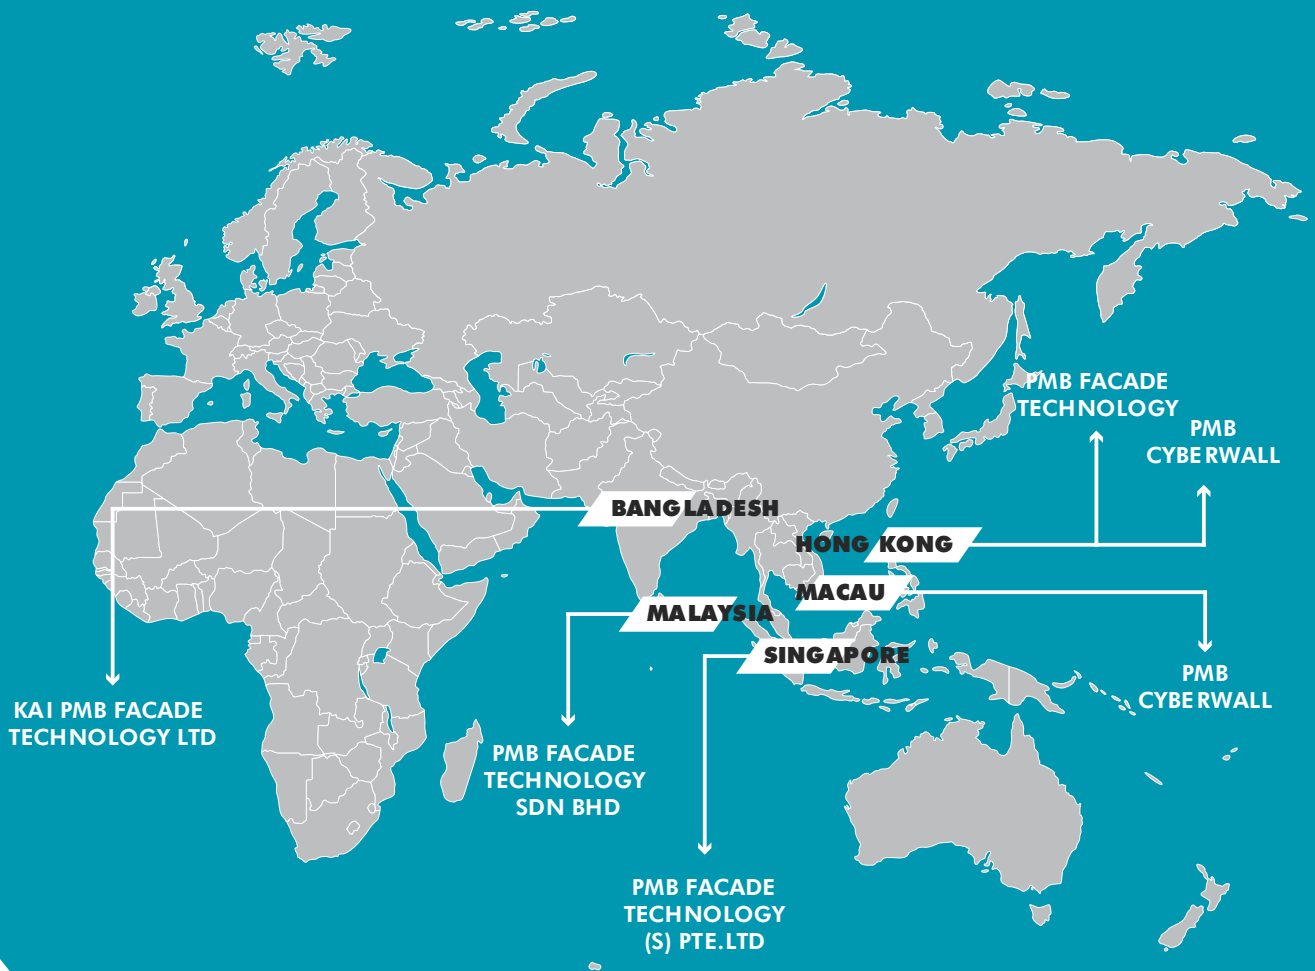 PMB FACADE
TECHNOLOGY
PMB
CYBERWALL
BANGLADESH
HONG KONG
MACAU
MALAYSIA
SINGAPORE
PMB
CYBERWALL
KAI PMB FACADE
TECHNOLOGY LTD
PMB FACADE
TECHNOLOGY
SDN BHD
PMB FACADE
TECHNOLOGY
(S) PTE.LTD